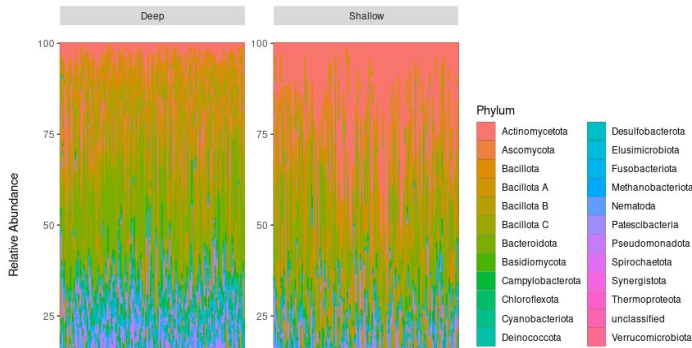 Deep
Shallow
100
75
50
25
100
75
50
25
Relative Abundance
Phylum
Actinomycetota
Ascomycota
Bacillota
Bacillota A
Bacillota B
Bacillota C
Bacteroidota
Basidiomycota
Campylobacterota
Chloroflexota
Cyanobacteriota
Deinococcota
Desulfobacterota
Elusimicrobiota
Fusobacteriota
Methanobacteriota
Nematoda
Patescibacteria
Pseudomonadota
Spirochaetota
Synergistota
Thermoproteota
unclassified
Verrucomicrobiota